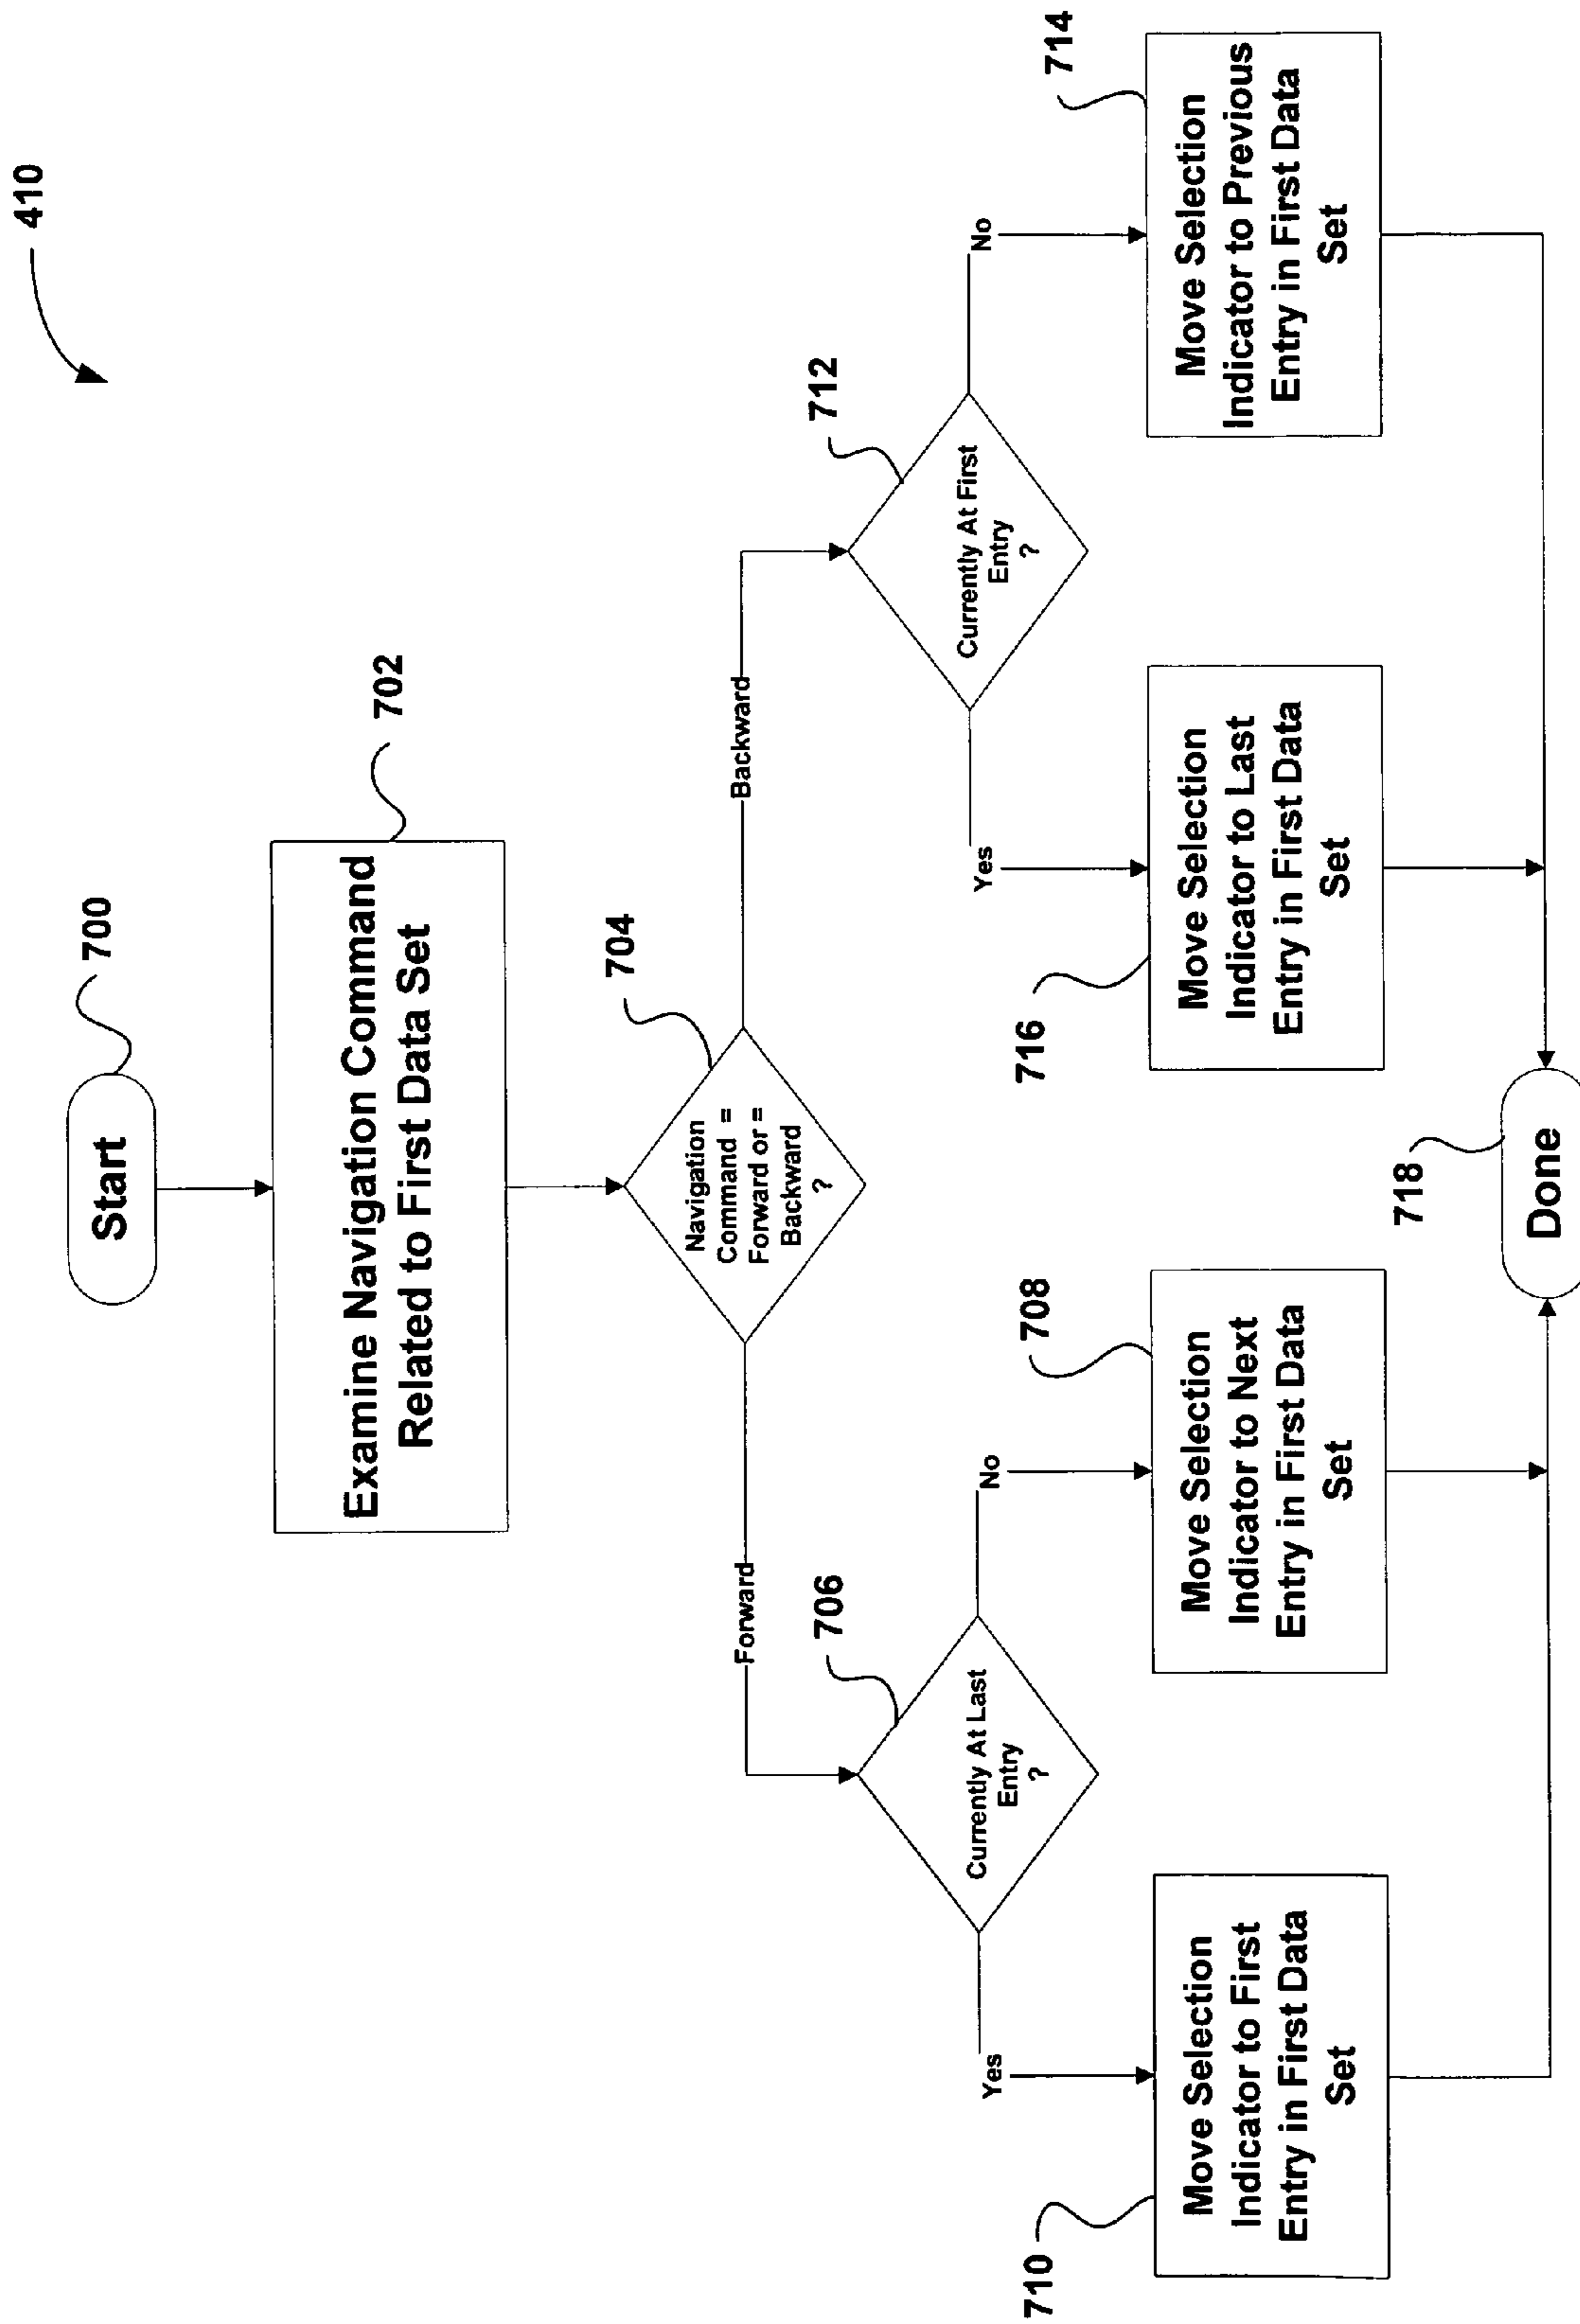 410
Start
700
Examine Navigation Command
Related to First Data Set
702
Navigation
Command =
Forward or =
Backward
?
704
Forward
Backward
Currently At Last
Entry
?
706
Currently At First
Entry
?
712
Yes
No
Yes
No
Move Selection
Indicator to First
Entry in First Data
Set
710
Move Selection
Indicator to Next
Entry in First Data
Set
708
Move Selection
Indicator to Last
Entry in First Data
Set
716
Move Selection
Indicator to Previous
Entry in First Data
Set
714
718
Done